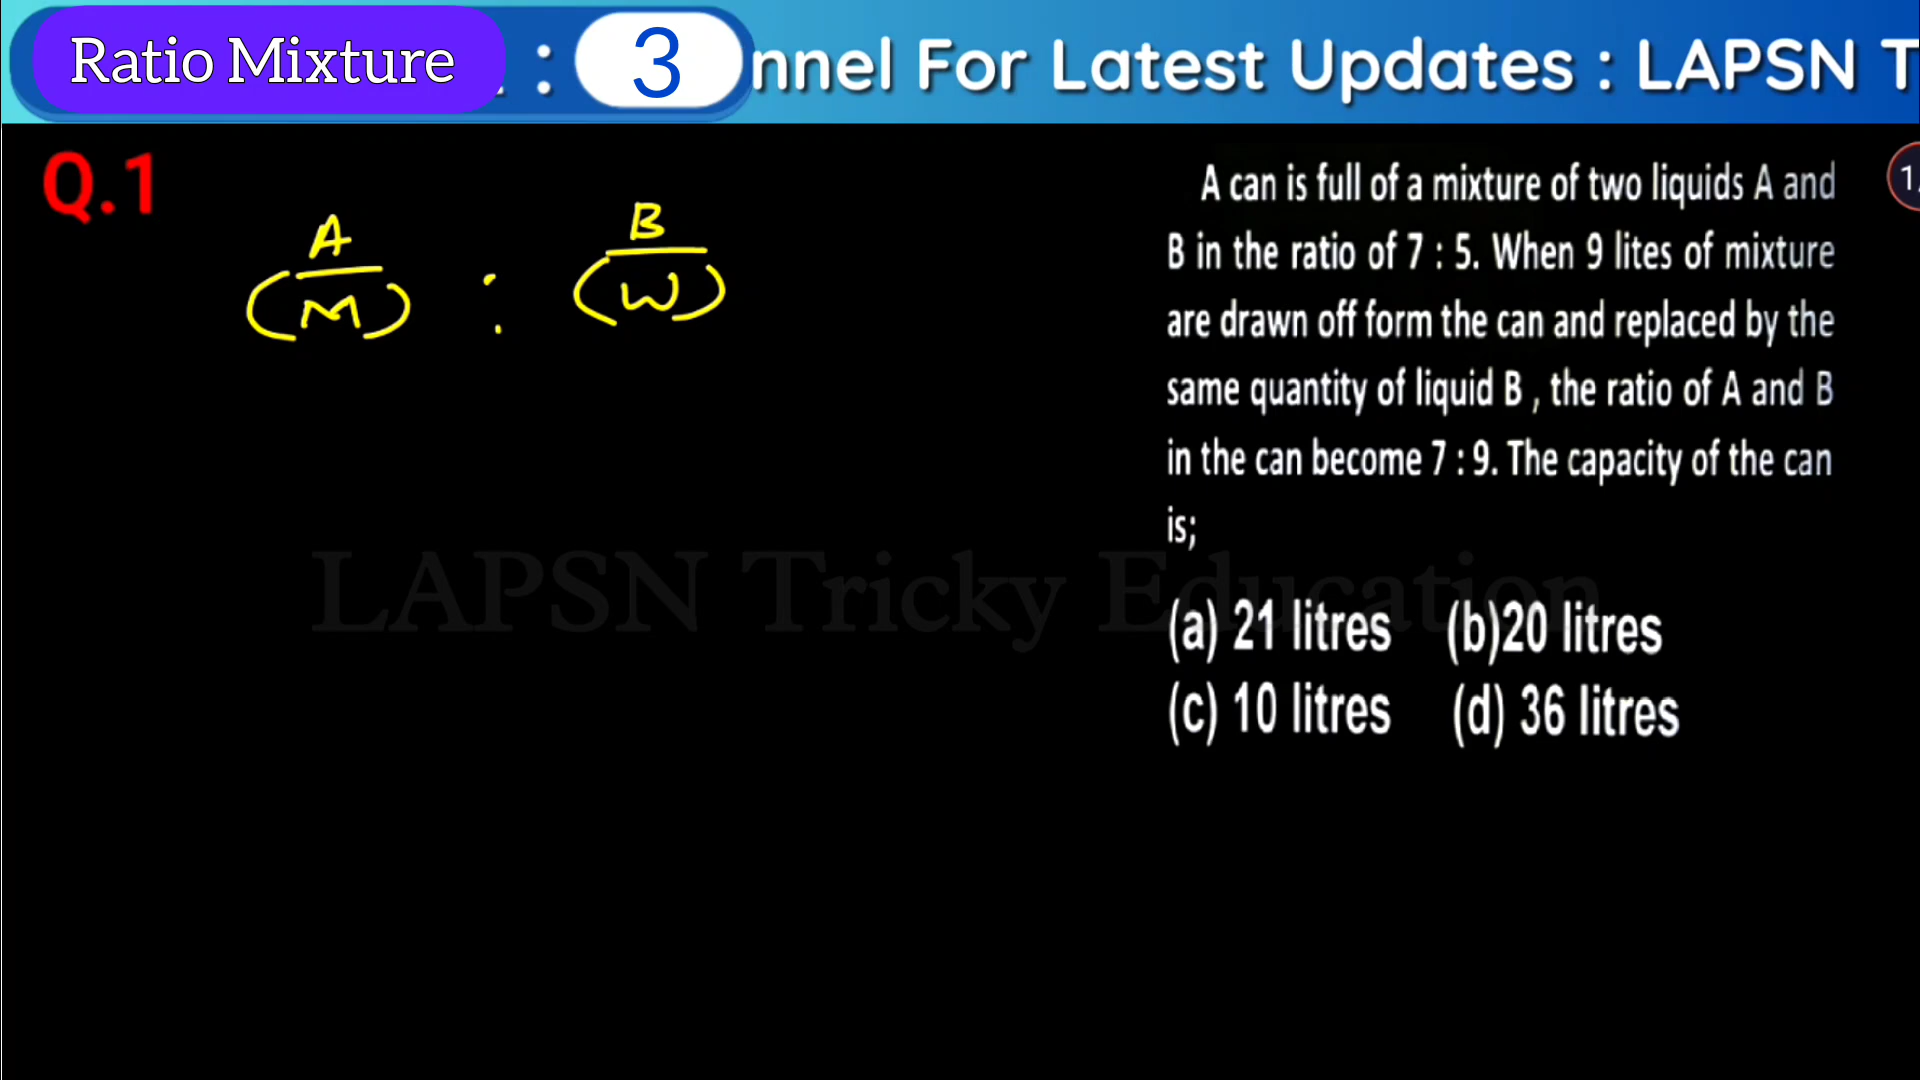 Ratio Mixture : 3 nnel For Latest Updates : LAPSN T
Q.1
A B
(M) : (W)
A can is full of a mixture of two liquids A and
B in the ratio of 7 : 5. When 9 lites of mixture
are drawn off form the can and replaced by the
same quantity of liquid B , the ratio of A and B
in the can become 7 : 9. The capacity of the can
is;
LAPSN Tricky Education
(a) 21 litres (b)20 litres
(c) 10 litres (d) 36 litres